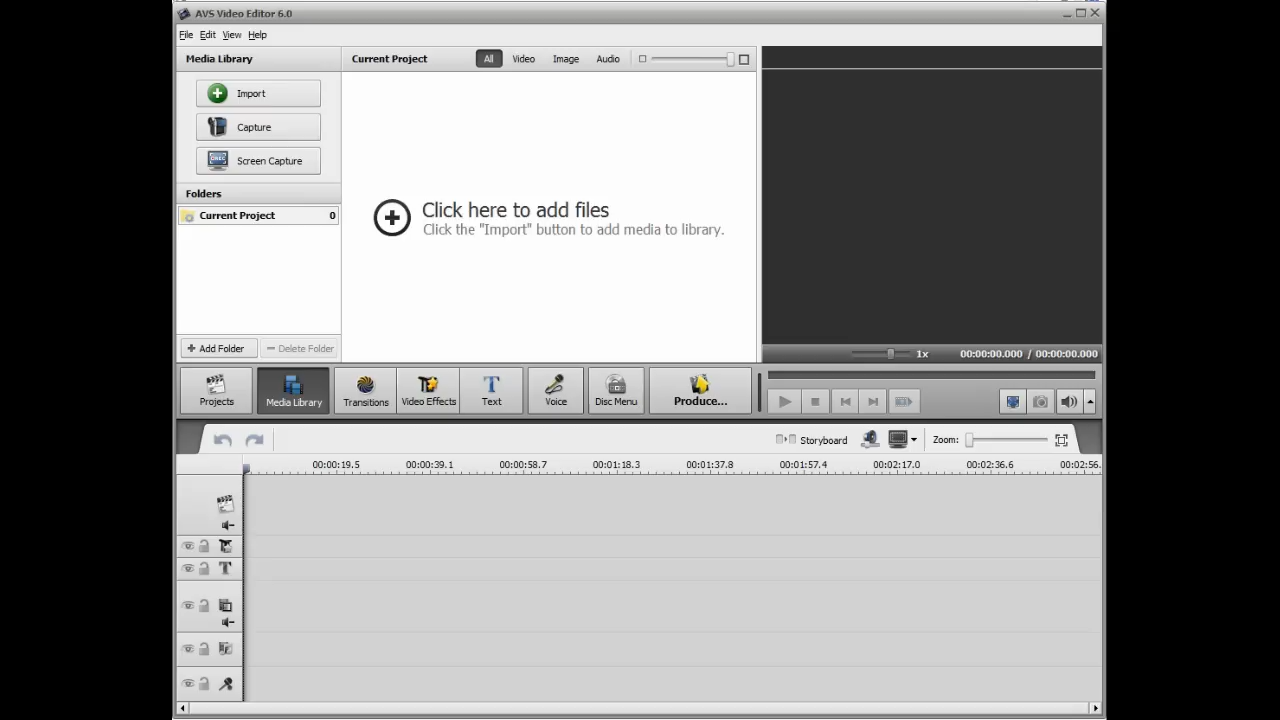 AVS Video Editor 6.0
File Edit View Help
Media Library
Current Project
All
Video
Image
Audio
Import
Capture
Screen Capture
Folders
Current Project 0
Click here to add files
Click the "Import" button to add media to library.
Add Folder
Delete Folder
1x
00:00:00.000 / 00:00:00.000
Projects
Media Library
Transitions
Video Effects
Text
Voice
Disc Menu
Produce...
Storyboard
Zoom:
00:00:19.5 00:00:39.1 00:00:58.7 00:01:18.3 00:01:37.8 00:01:57.4 00:02:17.0 00:02:36.6 00:02:56.